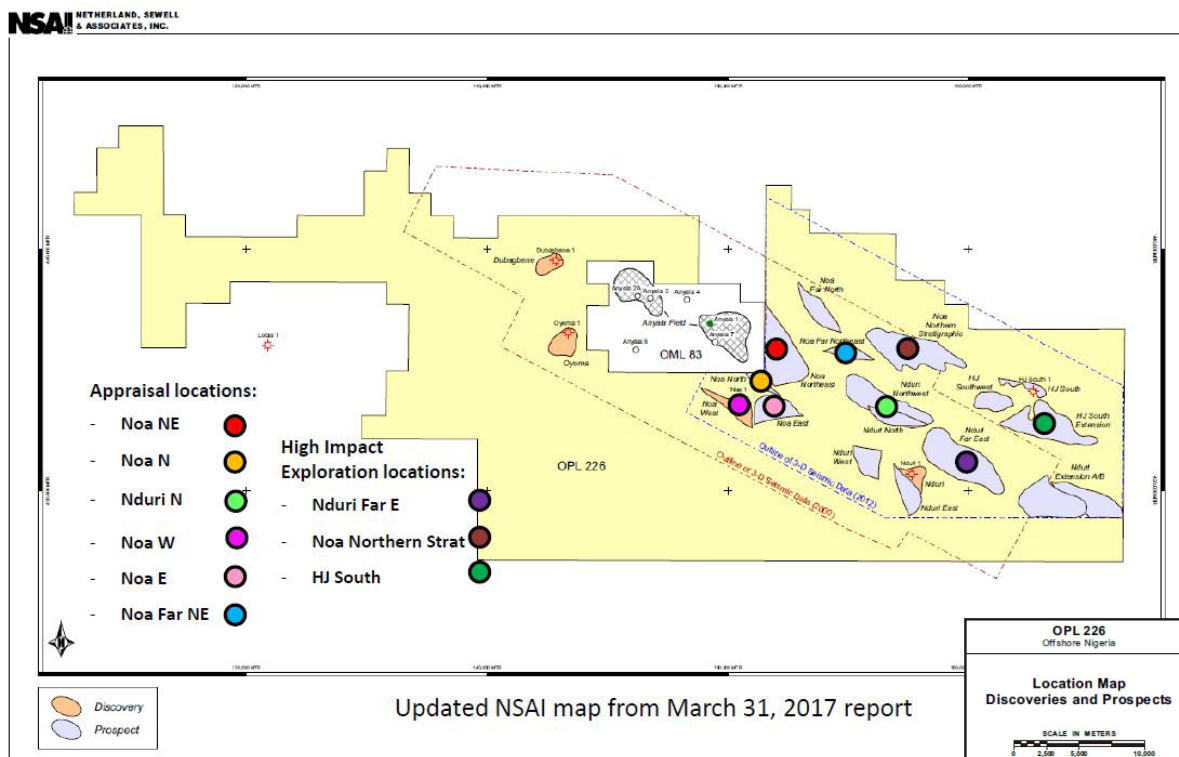 NSAI NETHERLAND, SEWELL
& ASSOCIATES, INC.
Dubagbene 1
Dubagbene
Oyema 1
Oyema
Anyala 2A
Anyala 3
Anyala 4
Anyala Field
Anyala 1
Anyala 7
OML 83
Noa
Far North
Noa
Northern
Stratigraphic
Noa Far Northeast
Noa
Northeast
Noa North
Noa 1
Noa
West
Noa East
Nduri
Northwest
Nduri North
HJ
Southwest
HJ South 1
HJ South
HJ South
Extension
Nduri
Far East
Nduri
West
Nduri 1
Nduri
Nduri East
Nduri
Extension A/B
OPL 226
Outline of 3-D Seismic Data (2012)
Outline of 3-D Seismic Data (2000)
Appraisal locations:
- Noa NE
- Noa N
- Nduri N
- Noa W
- Noa E
- Noa Far NE
High Impact
Exploration locations:
- Nduri Far E
- Noa Northern Strat
- HJ South
N
Discovery
Prospect
Updated NSAI map from March 31, 2017 report
OPL 226
Offshore Nigeria
Location Map
Discoveries and Prospects
SCALE IN METERS
0 2,500 5,000 10,000